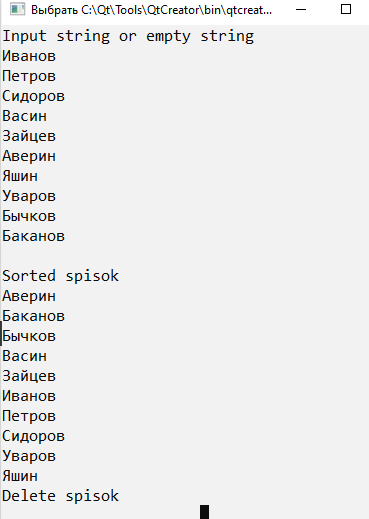 Выбрать C:\Qt\Tools\QtCreator\bin\qtcreat...
Input string or empty string
Иванов
Петров
Сидоров
Васин
Зайцев
Аверин
Яшин
Уваров
Бычков
Баканов
Sorted spisok
Аверин
Баканов
Бычков
Васин
Зайцев
Иванов
Петров
Сидоров
Уваров
Яшин
Delete spisok